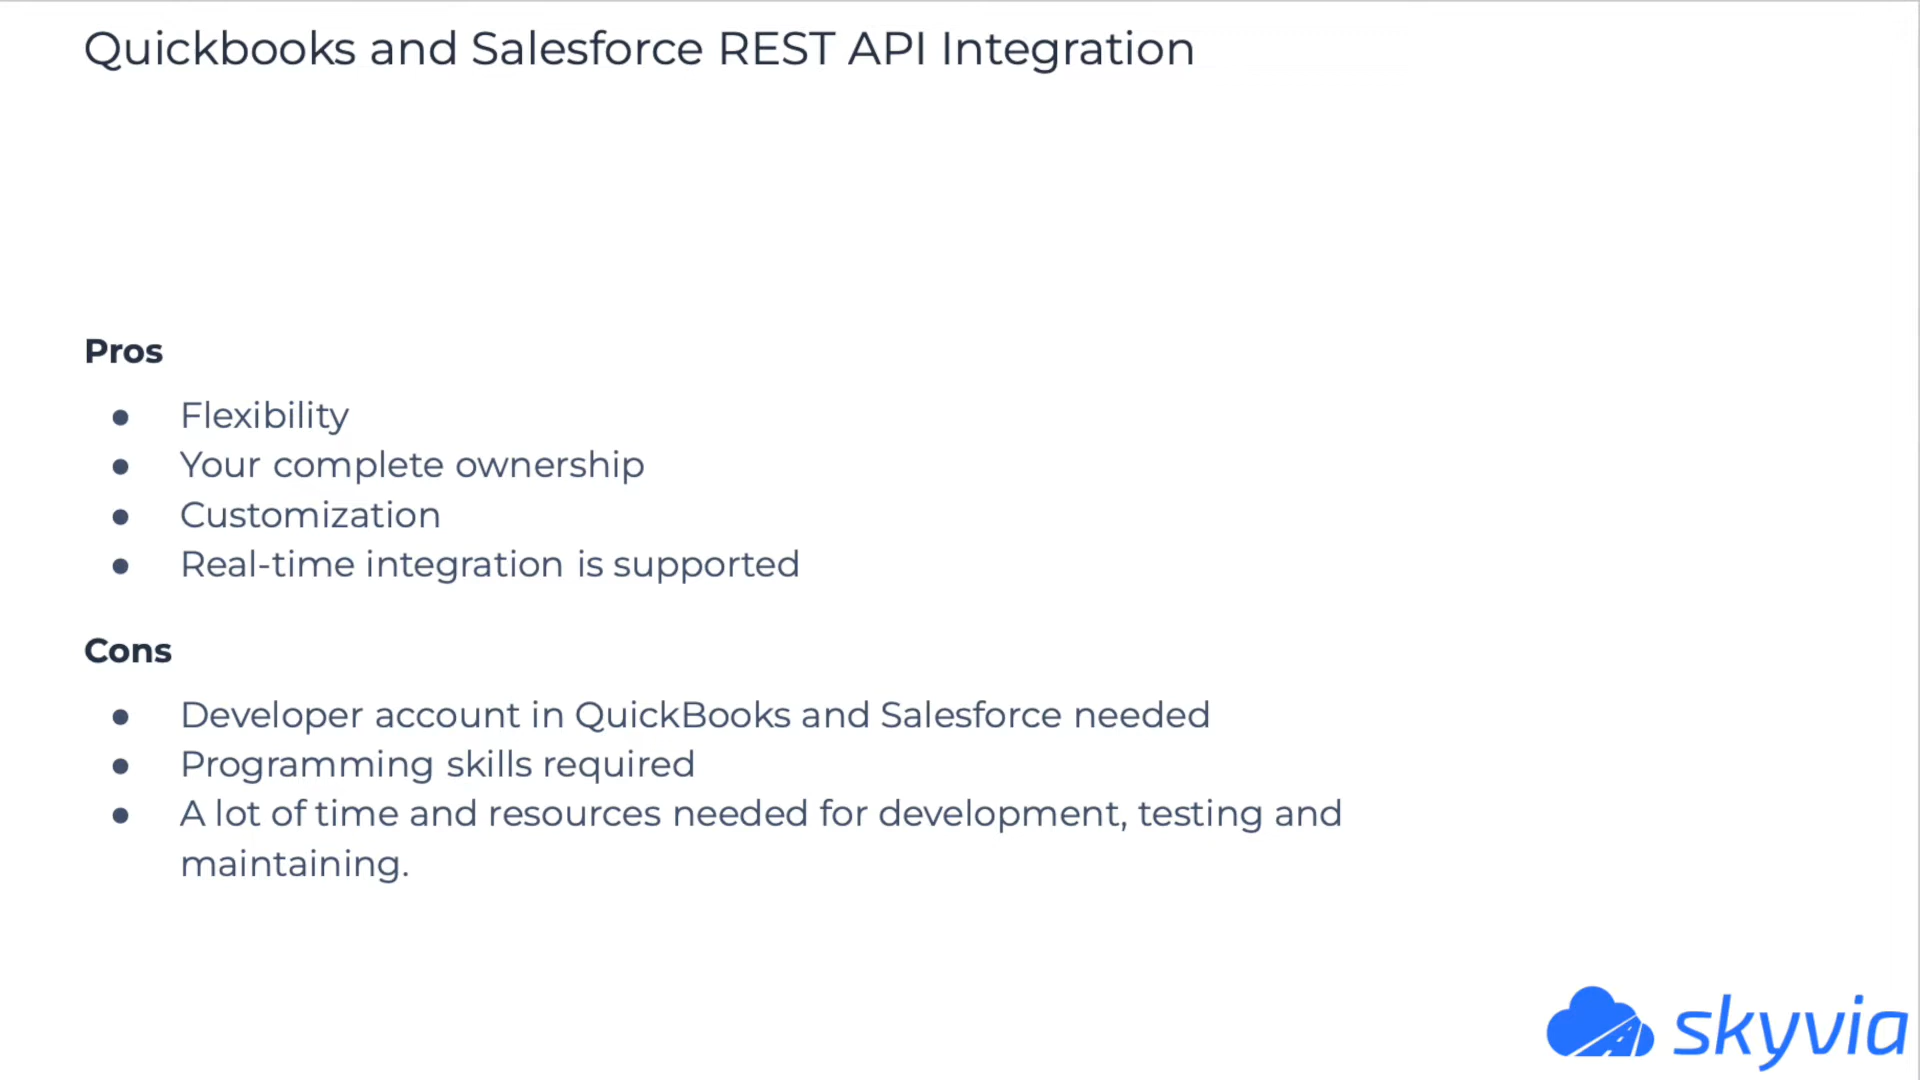 Quickbooks and Salesforce REST API Integration
Pros
● Flexibility
● Your complete ownership
● Customization
● Real-time integration is supported
Cons
● Developer account in QuickBooks and Salesforce needed
● Programming skills required
● A lot of time and resources needed for development, testing and
maintaining.
skyvia